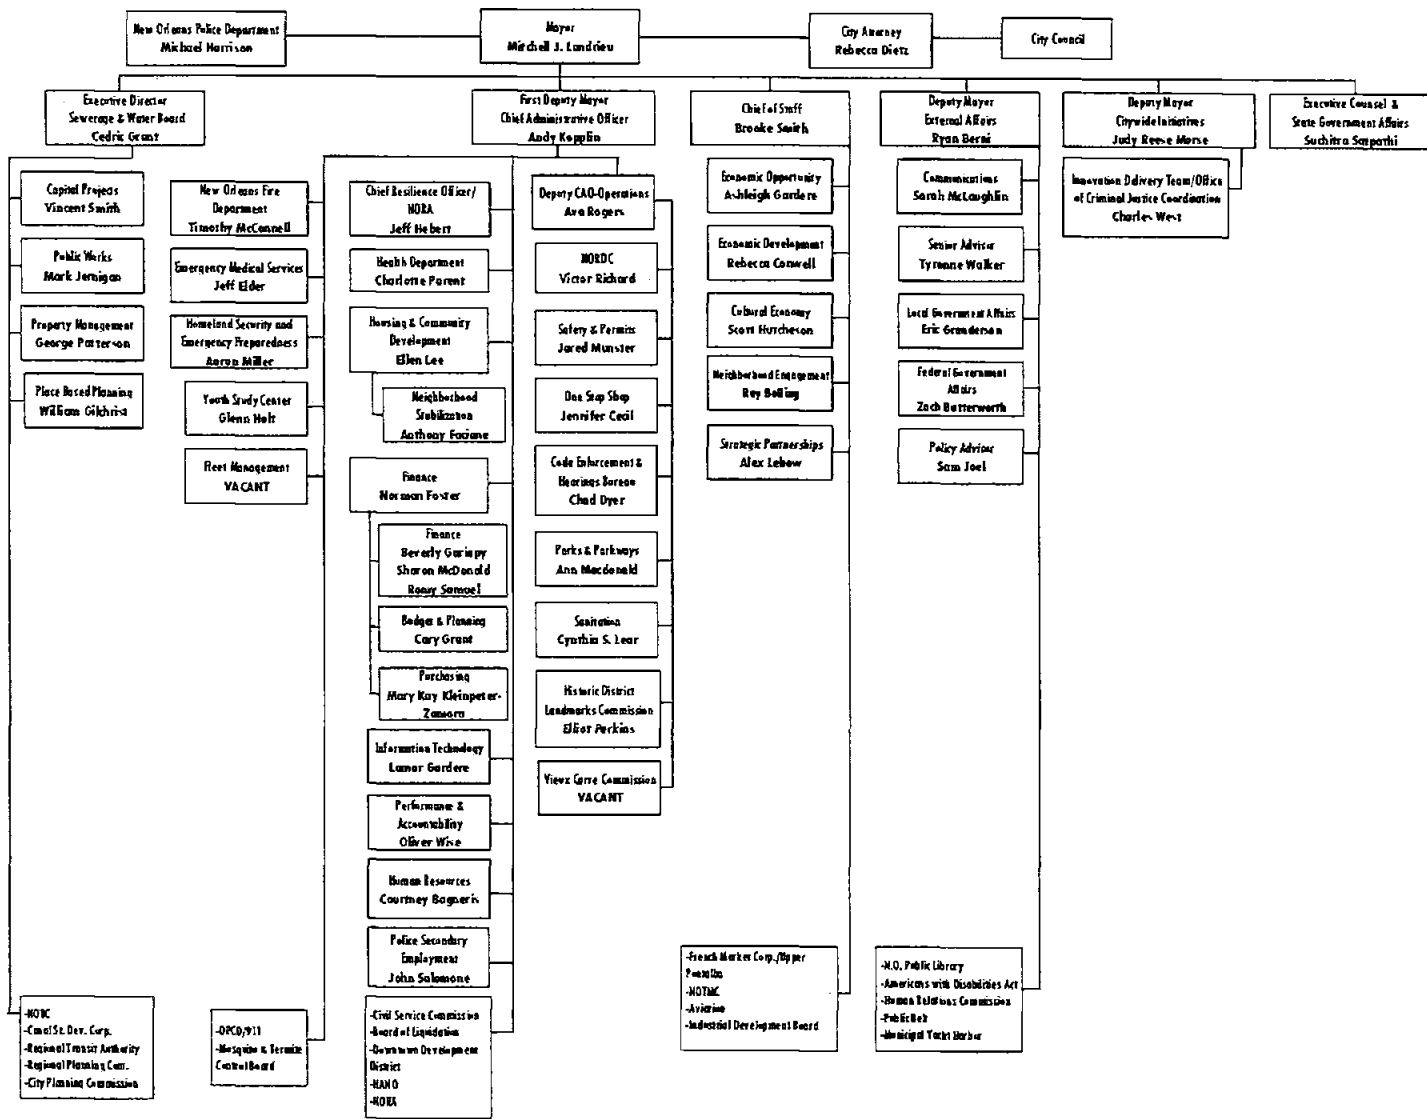 New Orleans Police Department
Michael Harrison
Mayor
Mitchell J. Landrieu
City Attorney
Rebecca Dietz
City Council
Executive Director
Sewerage & Water Board
Cedric Grant
First Deputy Mayor
Chief Administrative Officer
Andy Kopplin
Chief of Staff
Brooke Smith
Deputy Mayor
External Affairs
Ryan Berni
Deputy Mayor
Citywide Initiatives
Judy Reese Morse
Executive Counsel &
State Government Affairs
Suchitra Satpathi
Capital Projects
Vincent Smith
Public Works
Mark Jernigan
Property Management
George Patterson
Place Based Planning
William Gilchrist
-NOBC
-Canal St. Dev. Corp.
-Regional Transit Authority
-Regional Planning Com.
-City Planning Commission
New Orleans Fire
Department
Timothy McConnell
Emergency Medical Services
Jeff Elder
Homeland Security and
Emergency Preparedness
Aaron Miller
Youth Study Center
Glenn Holt
Fleet Management
VACANT
-OPCD/911
-Mosquito & Termite
Control Board
Chief Resilience Officer/
NORA
Jeff Hebert
Health Department
Charlotte Parent
Housing & Community
Development
Ellen Lee
Neighborhood
Stabilization
Anthony Faciane
Finance
Norman Foster
Finance
Beverly Gariepy
Sharon McDonald
Romy Samuel
Budget & Planning
Cary Grant
Purchasing
Mary Kay Kleinpeter-
Zamora
Information Technology
Lamar Gardere
Performance &
Accountability
Oliver Wise
Human Resources
Courtney Bagneris
Police Secondary
Employment
John Salomone
-Civil Service Commission
-Board of Liquidation
-Downtown Development
District
-HANO
-NORA
Deputy CAO-Operations
Ava Rogers
NORDC
Victor Richard
Safety & Permits
Jared Munster
One Stop Shop
Jennifer Cecil
Code Enforcement &
Hearings Bureau
Chad Dyer
Parks & Parkways
Ann Macdonald
Sanitation
Cynthia S. Lear
Historic District
Landmarks Commission
Elliot Perkins
Vieux Carre Commission
VACANT
Economic Opportunity
Ashleigh Gardere
Economic Development
Rebecca Conwell
Cultural Economy
Scott Hutcheson
Neighborhood Engagement
Roy Bolling
Strategic Partnerships
Alex Lebow
-French Market Corp./Upper
Pontalba
-NOTMC
-Aviation
-Industrial Development Board
Communications
Sarah McLaughlin
Senior Advisor
Tyronne Walker
Local Government Affairs
Eric Granderson
Federal Government
Affairs
Zach Butterworth
Policy Advisor
Sam Joel
-N.O. Public Library
-Americans with Disabilities Act
-Human Relations Commission
-Public Belt
-Municipal Yacht Harbor
Innovation Delivery Team/Office
of Criminal Justice Coordination
Charles West